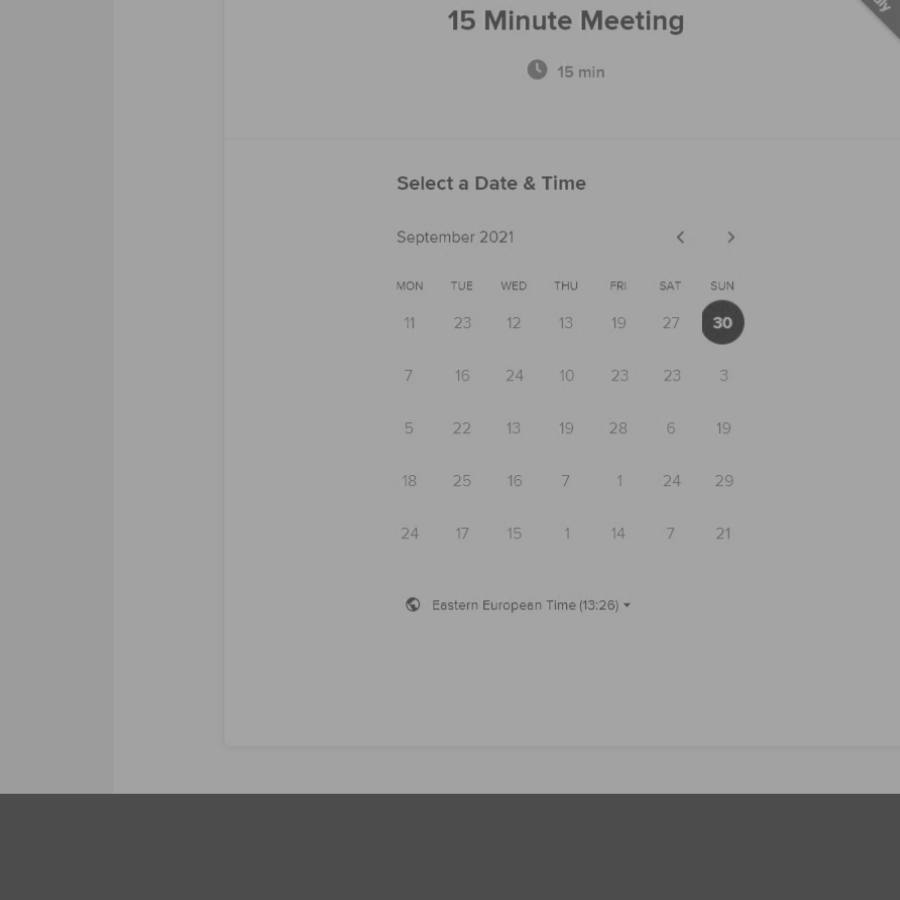 15 Minute Meeting
15 min
Select a Date & Time
September 2021
MON TUE WED THU FRI SAT SUN
11 23 12 13 19 27 30
7 16 24 10 23 23 3
5 22 13 19 28 6 19
18 25 16 7 1 24 29
24 17 15 1 14 7 21
Eastern European Time (13:26)